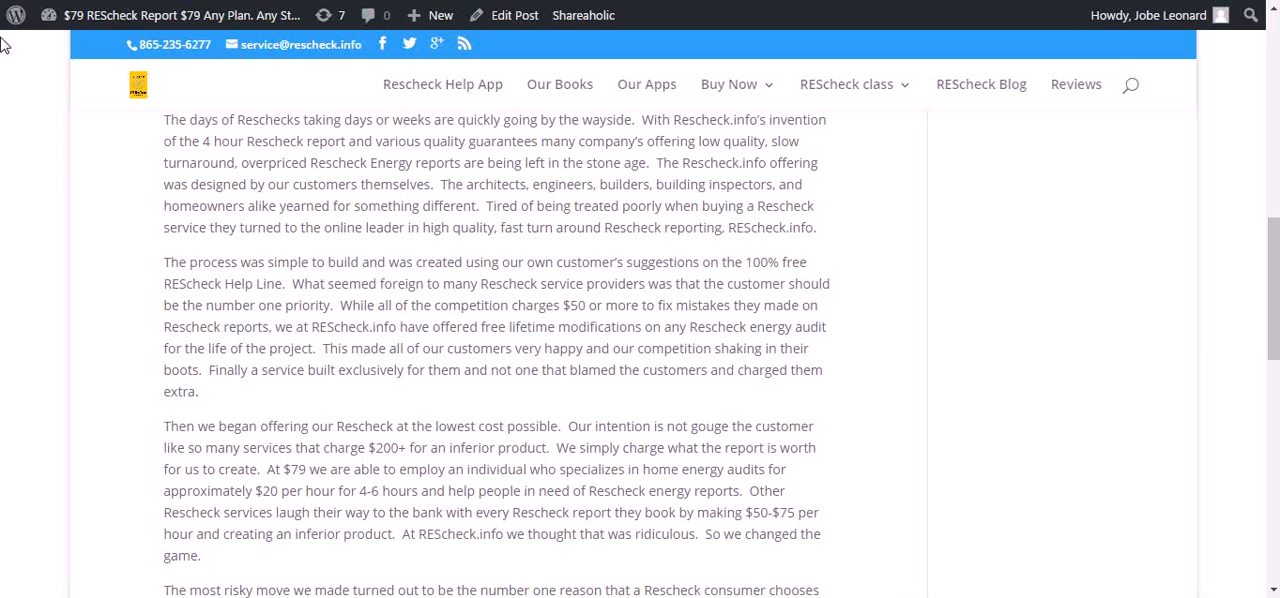 $79 REScheck Report $79 Any Plan. Any St... 7 0 New Edit Post Shareaholic Howdy, Jobe Leonard
865-235-6277 service@rescheck.info
Rescheck Help App Our Books Our Apps Buy Now REScheck class REScheck Blog Reviews
The days of Reschecks taking days or weeks are quickly going by the wayside. With Rescheck.info's invention
of the 4 hour Rescheck report and various quality guarantees many company's offering low quality, slow
turnaround, overpriced Rescheck Energy reports are being left in the stone age. The Rescheck.info offering
was designed by our customers themselves. The architects, engineers, builders, building inspectors, and
homeowners alike yearned for something different. Tired of being treated poorly when buying a Rescheck
service they turned to the online leader in high quality, fast turn around Rescheck reporting, REScheck.info.
The process was simple to build and was created using our own customer's suggestions on the 100% free
REScheck Help Line. What seemed foreign to many Rescheck service providers was that the customer should
be the number one priority. While all of the competition charges $50 or more to fix mistakes they made on
Rescheck reports, we at REScheck.info have offered free lifetime modifications on any Rescheck energy audit
for the life of the project. This made all of our customers very happy and our competition shaking in their
boots. Finally a service built exclusively for them and not one that blamed the customers and charged them
extra.
Then we began offering our Rescheck at the lowest cost possible. Our intention is not gouge the customer
like so many services that charge $200+ for an inferior product. We simply charge what the report is worth
for us to create. At $79 we are able to employ an individual who specializes in home energy audits for
approximately $20 per hour for 4-6 hours and help people in need of Rescheck energy reports. Other
Rescheck services laugh their way to the bank with every Rescheck report they book by making $50-$75 per
hour and creating an inferior product. At REScheck.info we thought that was ridiculous. So we changed the
game.
The most risky move we made turned out to be the number one reason that a Rescheck consumer chooses